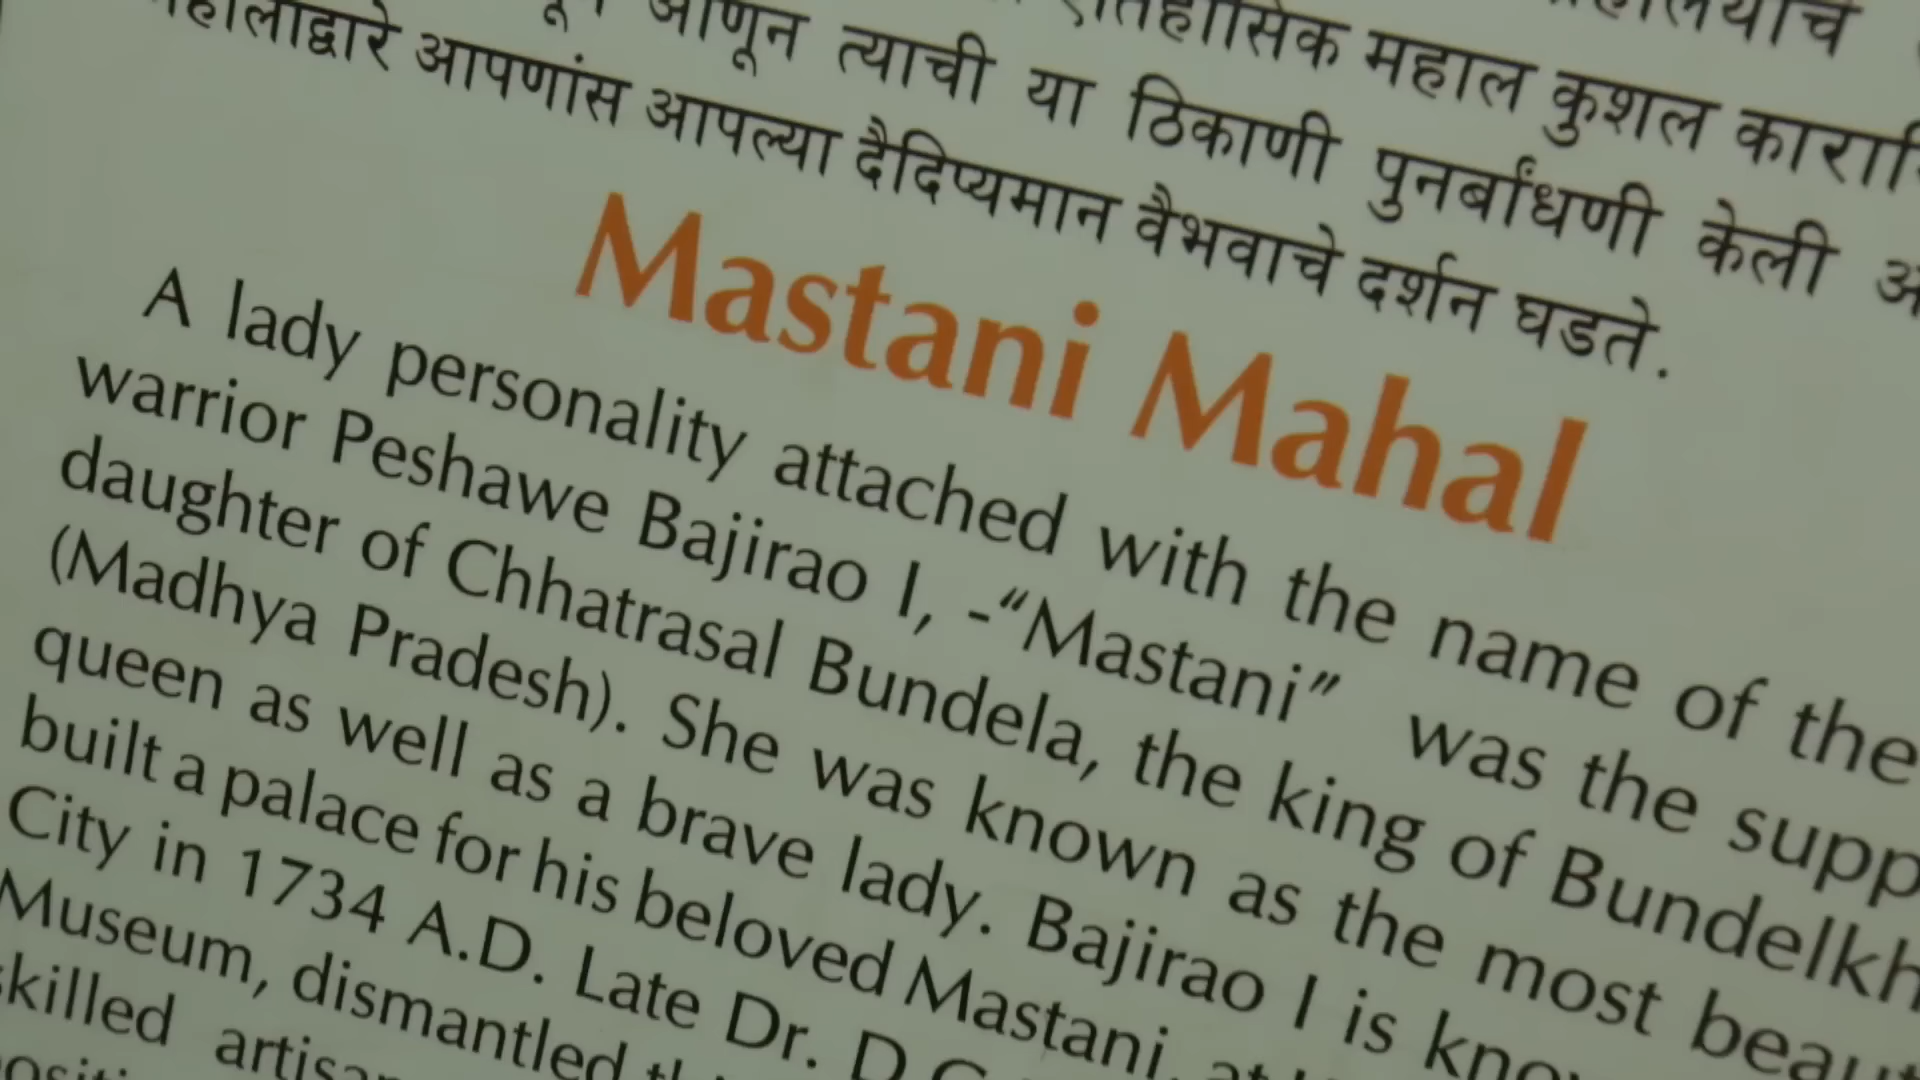 आणून त्याची या ठिकाणी पुनर्बांधणी केली
आपणांस आपल्या दैदिप्यमान वैभवाचे दर्शन घडते.
महाल कुशल
Mastani Mahal
A lady personality attached with the name of the
warrior Peshawe Bajirao I, -“Mastani” was the
daughter of Chhatrasal Bundela, the king of
(Madhya Pradesh). She was known as the most
queen as well as a brave lady. Bajirao I is
built a palace for his beloved Mastani, at
City in 1734 A.D. Late Dr. D
Museum, dismantled
skilled